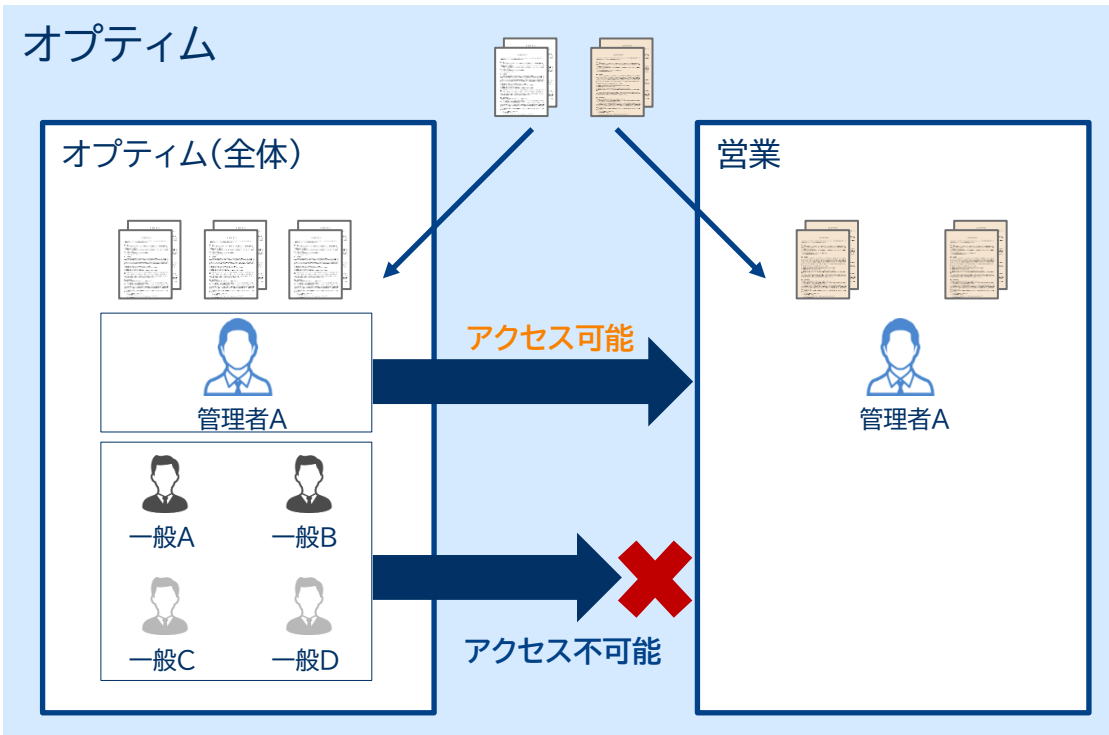 オプティム
オプティム(全体)
営業
アクセス可能
管理者A
管理者A
一般A
一般B
一般C
一般D
アクセス不可能